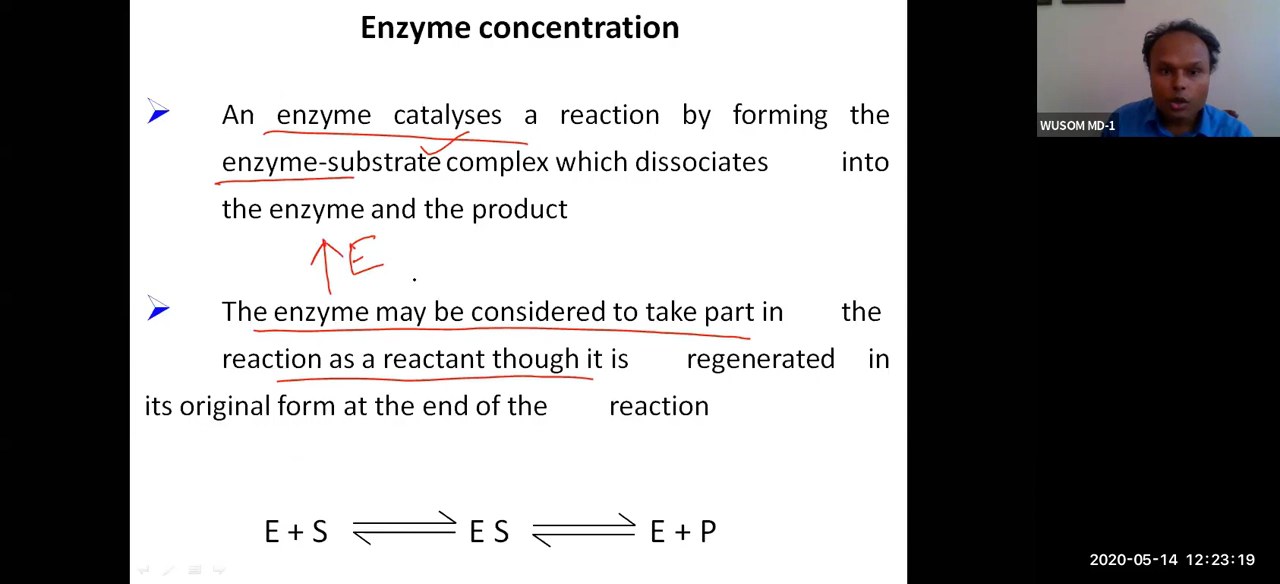 Enzyme concentration
An enzyme catalyses a reaction by forming the
enzyme-substrate complex which dissociates into
the enzyme and the product
↑ E
The enzyme may be considered to take part in the
reaction as a reactant though it is regenerated in
its original form at the end of the reaction
E + S ⇌ E S ⇌ E + P
WUSOM MD-1
2020-05-14 12:23:19